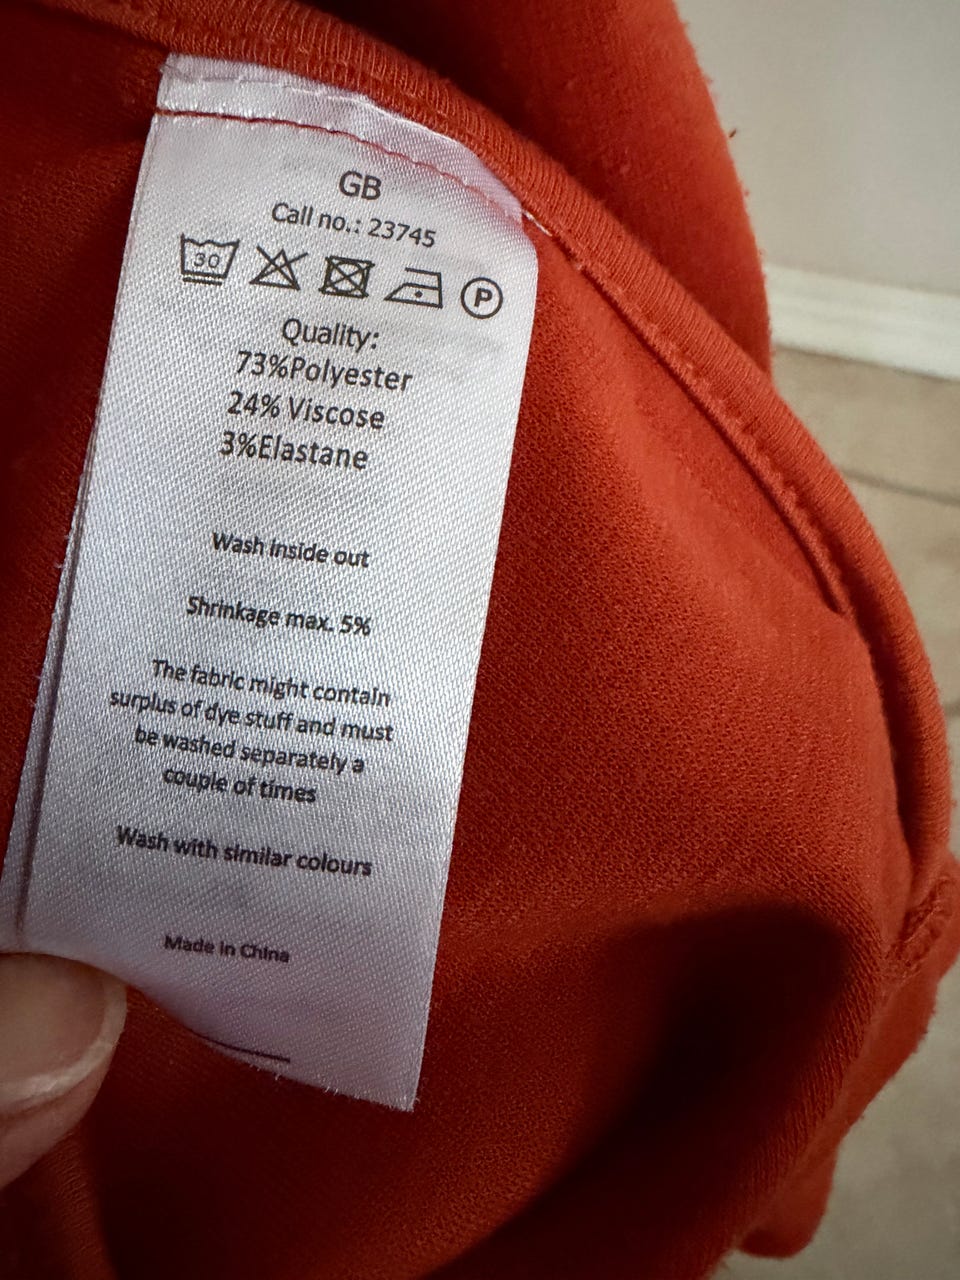 GB
Call no.: 23745
30
P
Quality:
73%Polyester
24% Viscose
3%Elastane
Wash inside out
Shrinkage max. 5%
The fabric might contain
surplus of dye stuff and must
be washed separately a
couple of times
Wash with similar colours
Made in China